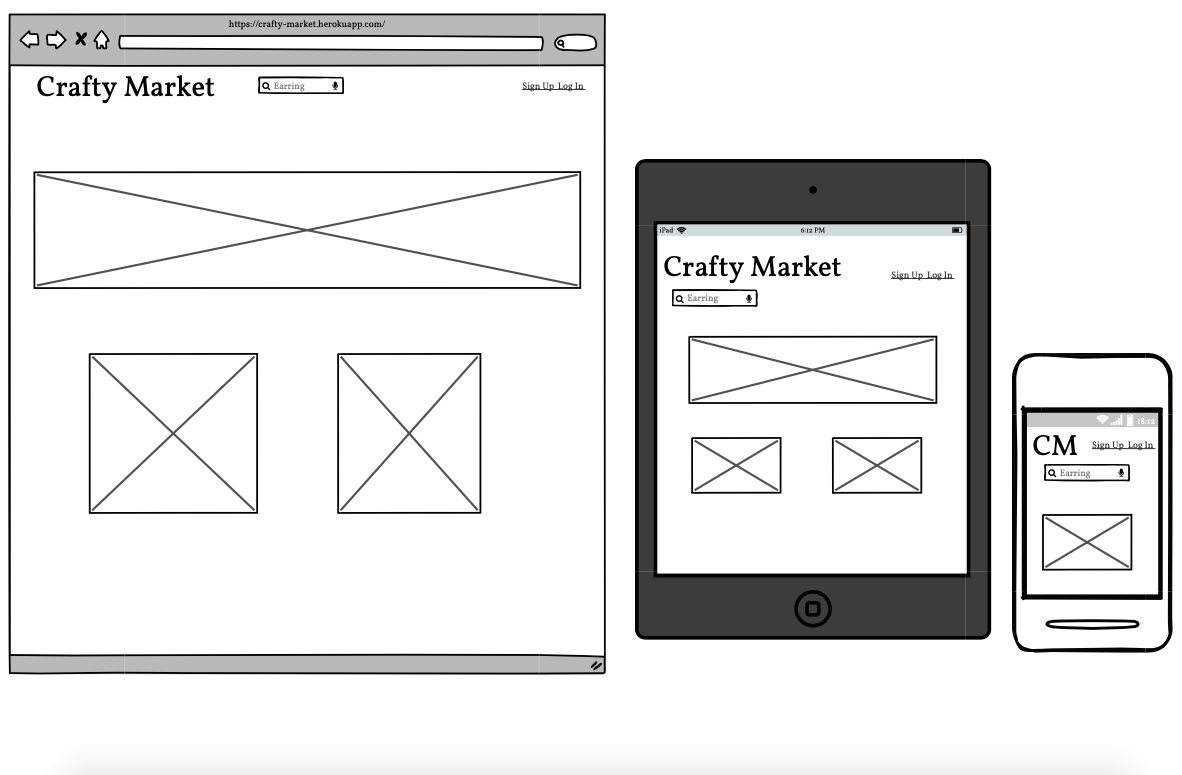 https://crafty-market.herokuapp.com/
Crafty Market
Earring
Sign Up Log In
iPad
6:12 PM
Crafty Market
Sign Up Log In
Earring
18:12
CM
Sign Up Log In
Earring